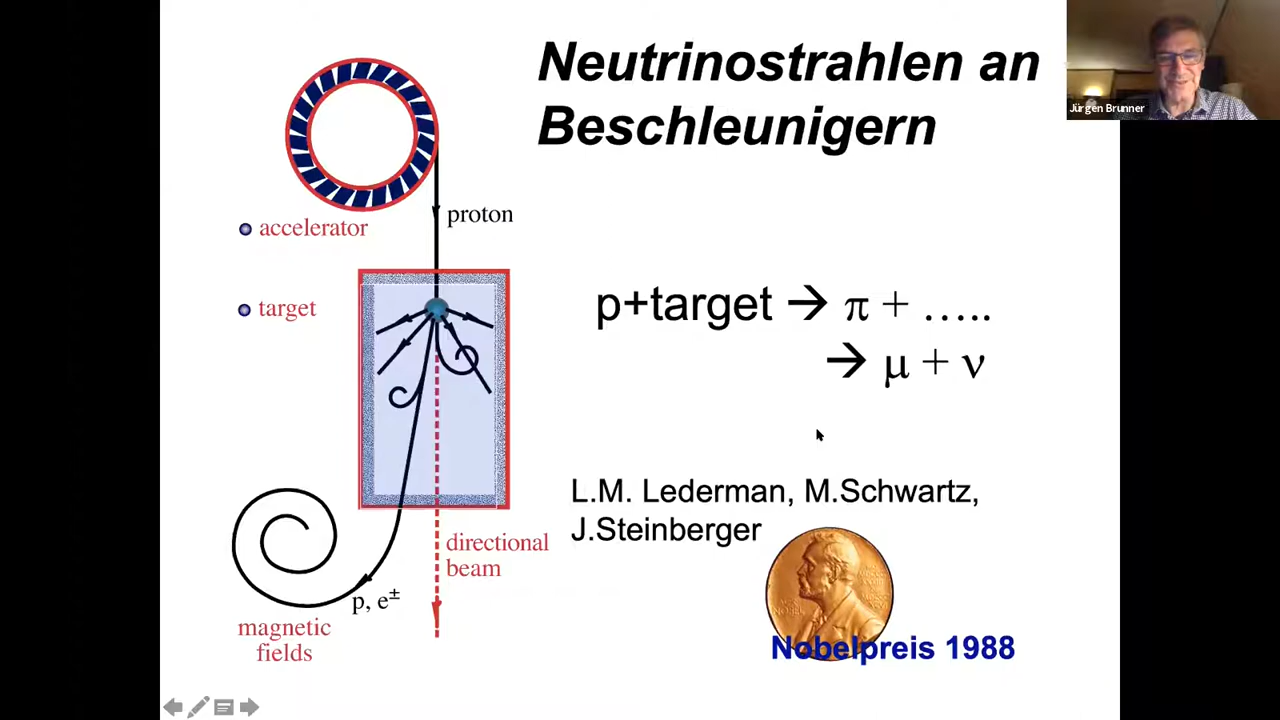 Neutrinostrahlen an
Beschleunigern
Jürgen Brunner
proton
accelerator
target
p+target → π + …..
→ μ + ν
L.M. Lederman, M.Schwartz,
J.Steinberger
directional
beam
p, e±
magnetic
fields
Nobelpreis 1988